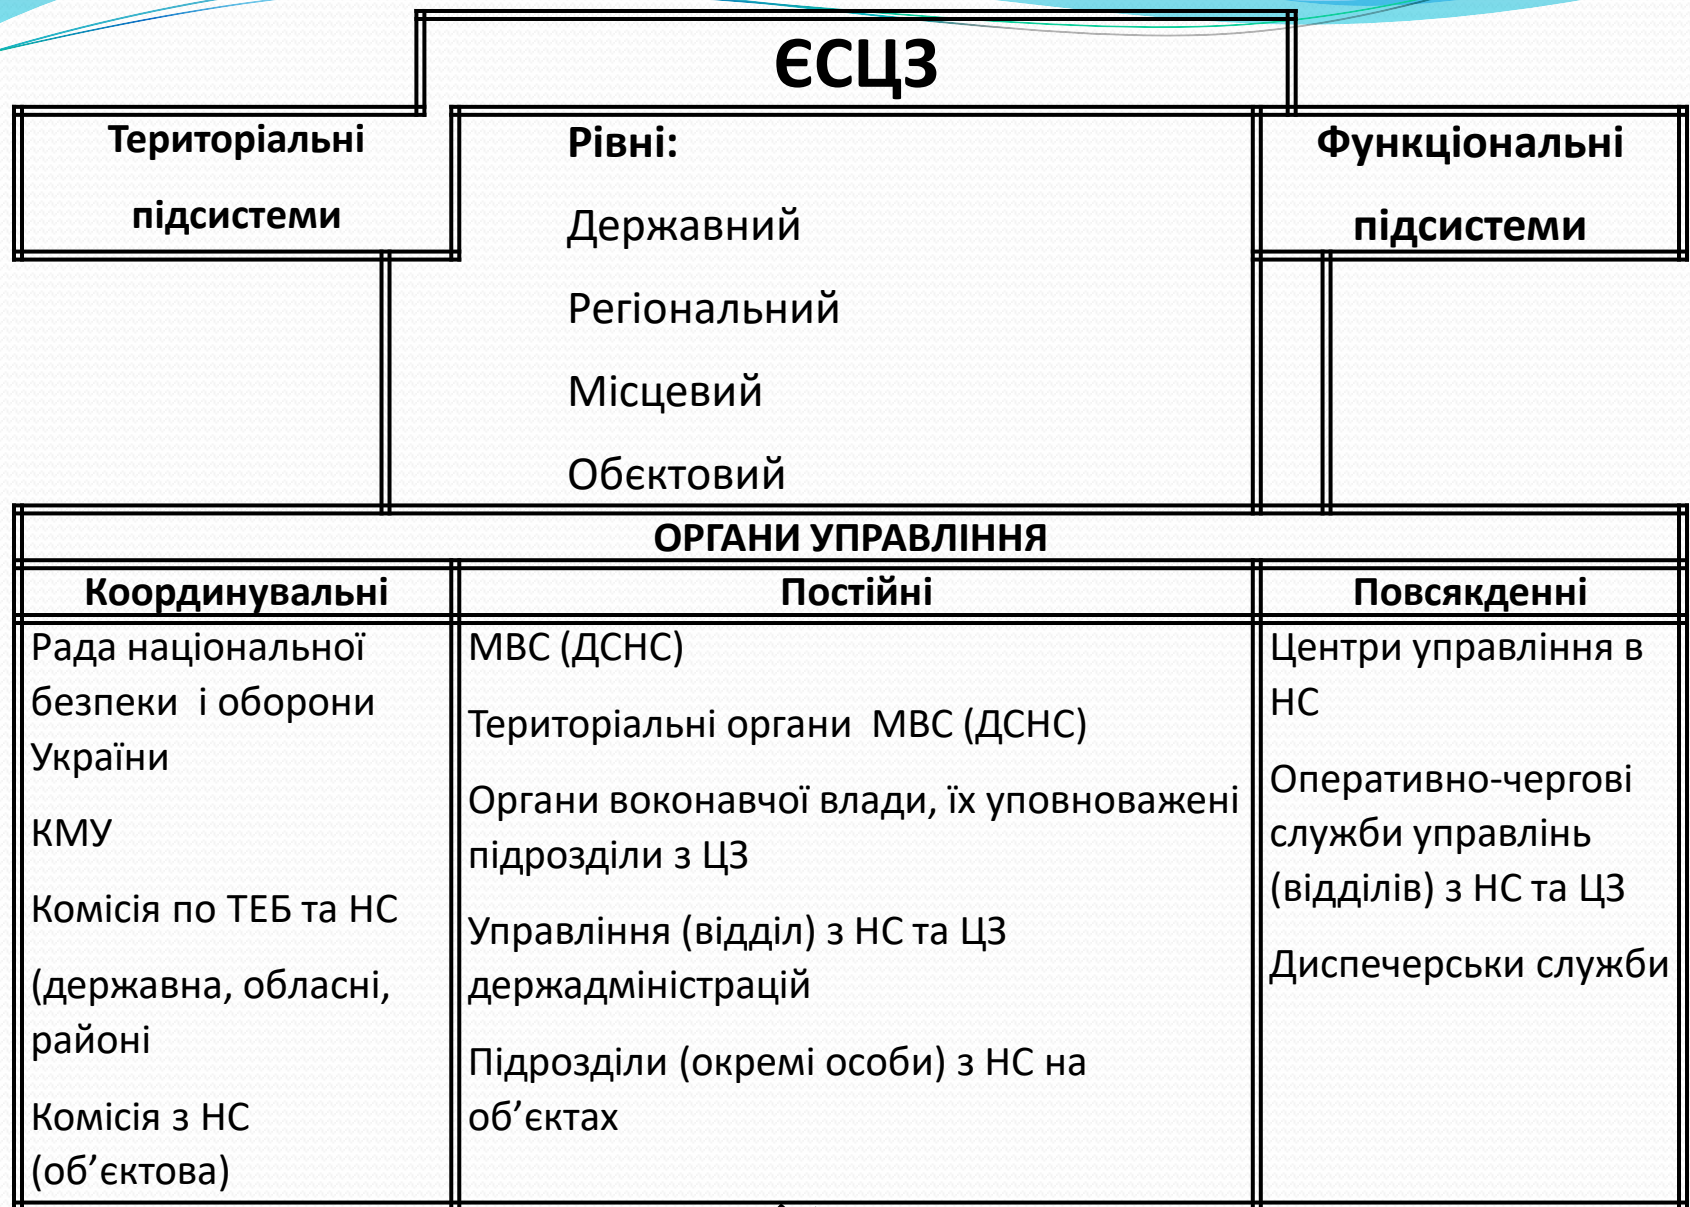 ЄСЦЗ
Територіальні
підсистеми
Рівні:
Державний
Регіональний
Місцевий
Обєктовий
Функціональні
підсистеми
ОРГАНИ УПРАВЛІННЯ
Координувальні
Постійні
Повсякденні
Рада національної
безпеки і оборони
України
КМУ
Комісія по ТЕБ та НС
(державна, обласні,
районі
Комісія з НС
(об’єктова)
МВС (ДСНС)
Територіальні органи МВС (ДСНС)
Органи воконавчої влади, їх уповноважені
підрозділи з ЦЗ
Управління (відділ) з НС та ЦЗ
держадміністрацій
Підрозділи (окремі особи) з НС на
об’єктах
Центри управління в
НС
Оперативно-чергові
служби управлінь
(відділів) з НС та ЦЗ
Диспечерськи служби